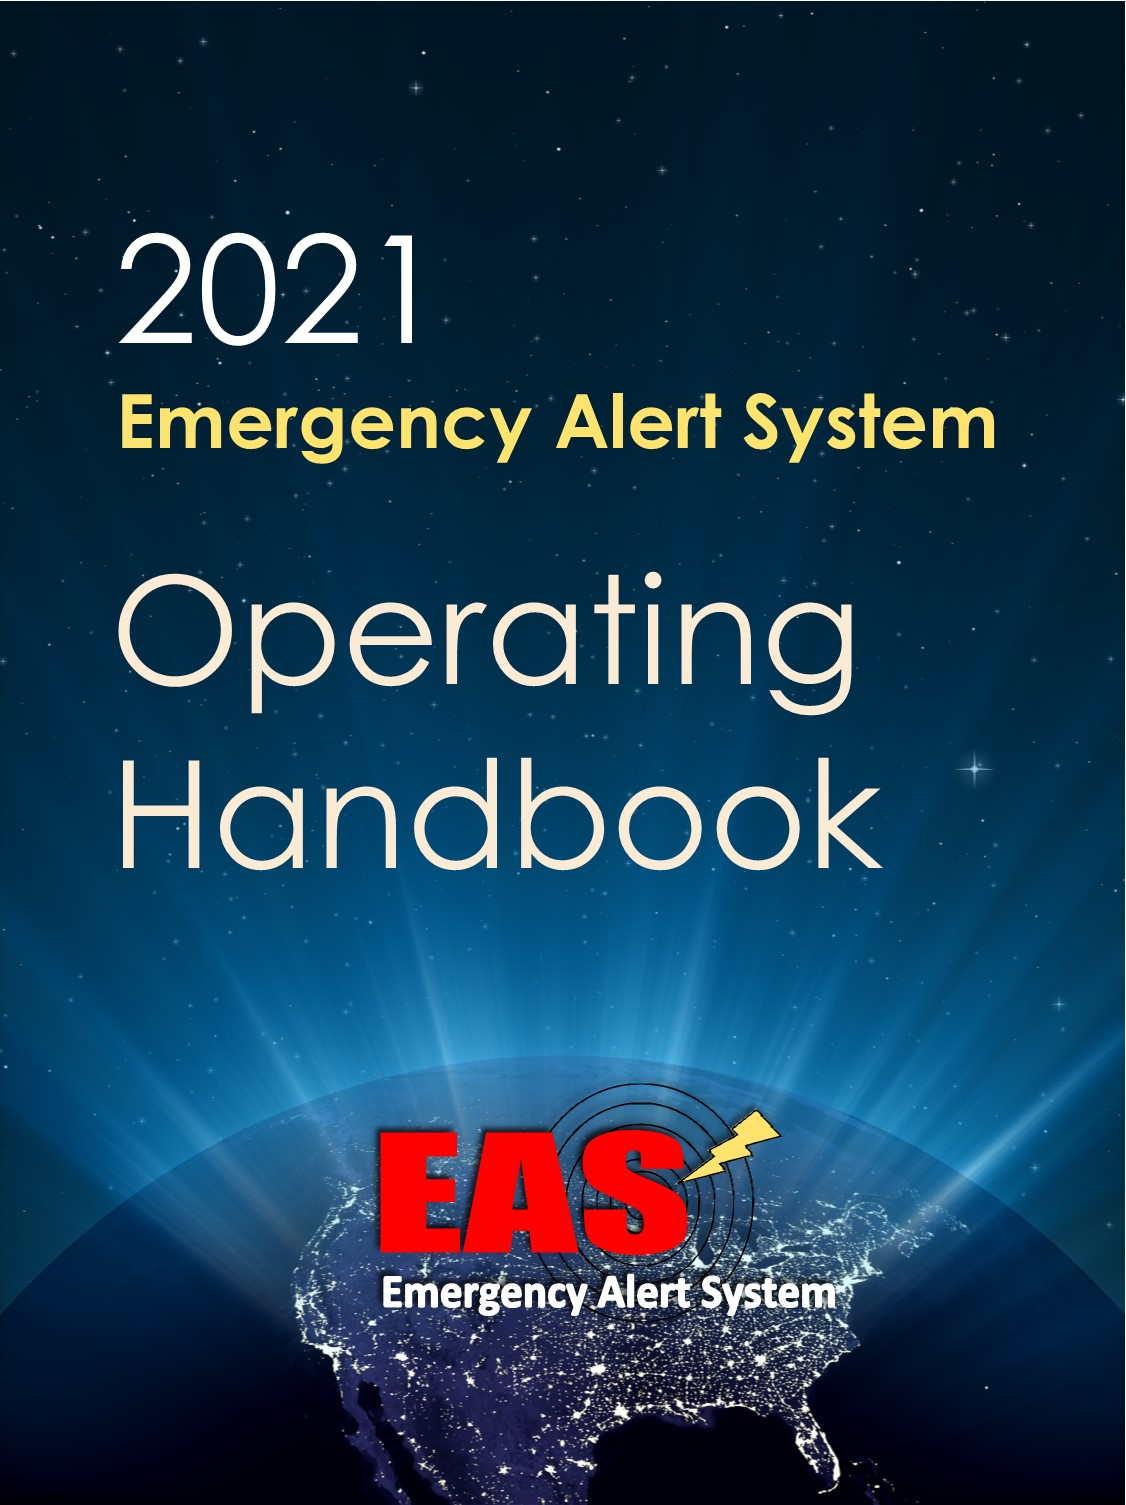 2021
Emergency Alert System
Operating
Handbook
EAS
Emergency Alert System